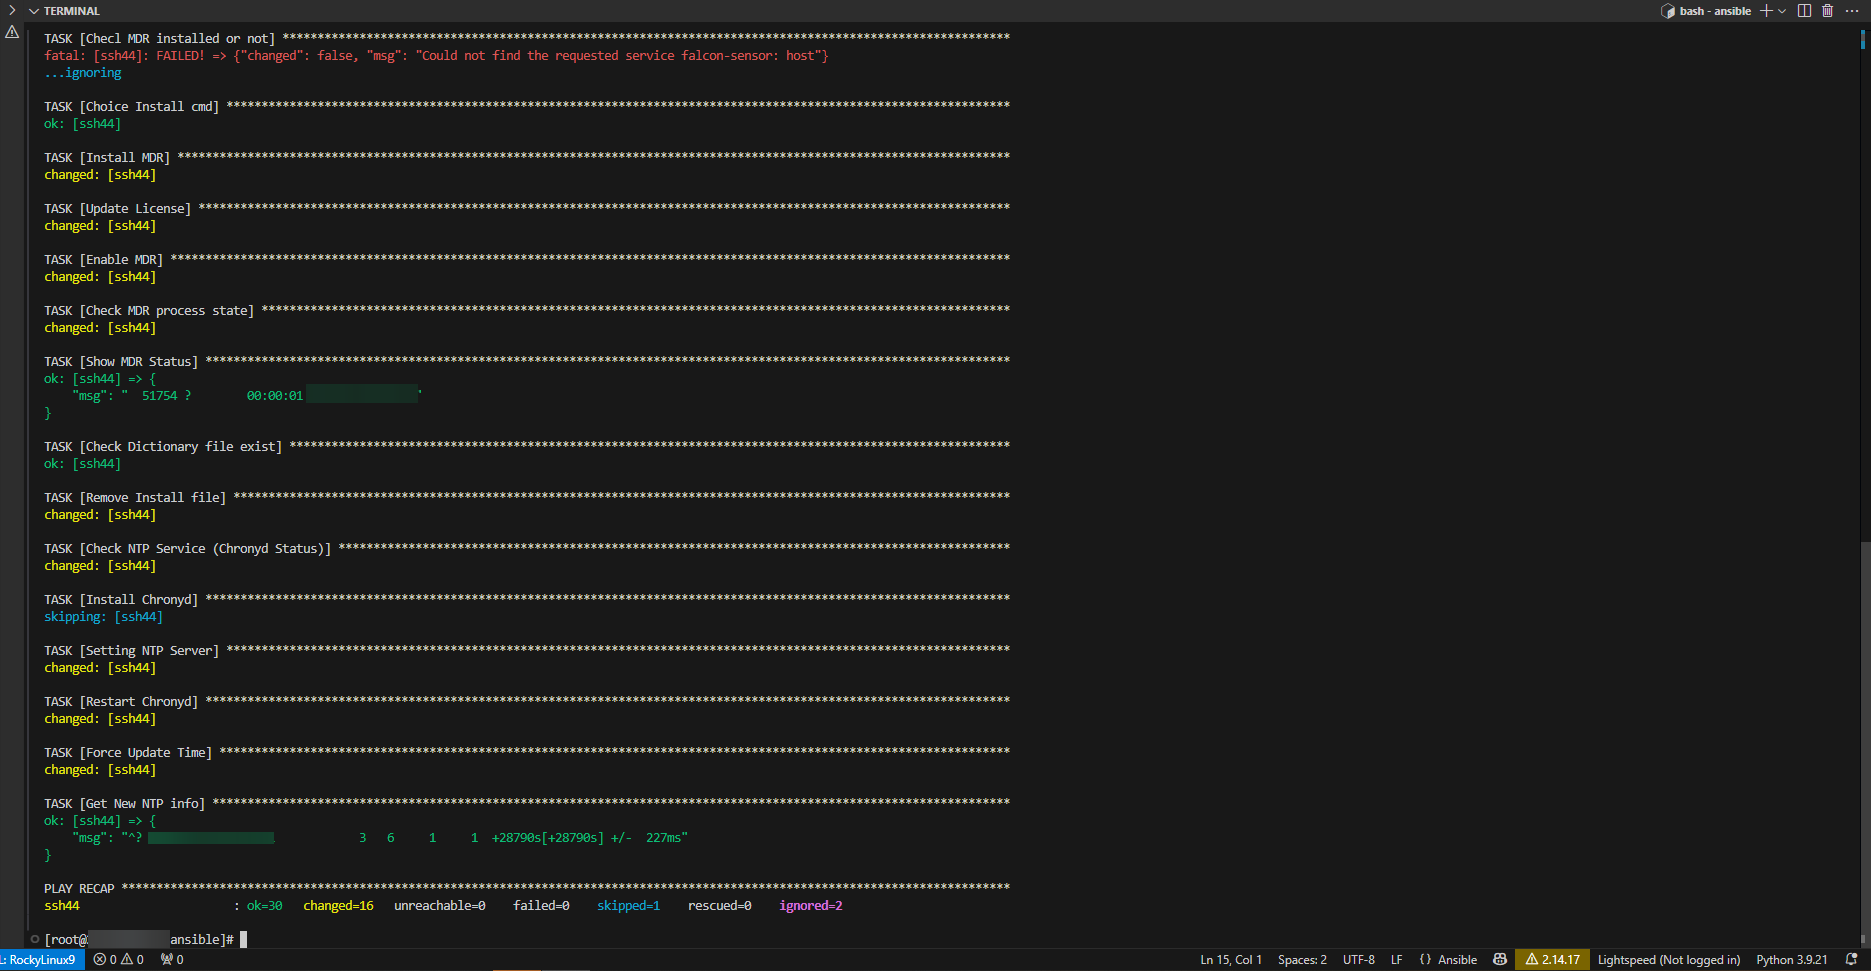 TERMINAL
bash - ansible
TASK [Checl MDR installed or not] ********************************************************************************************************
fatal: [ssh44]: FAILED! => {"changed": false, "msg": "Could not find the requested service falcon-sensor: host"}
...ignoring
TASK [Choice Install cmd] ****************************************************************************************************************
ok: [ssh44]
TASK [Install MDR] ***********************************************************************************************************************
changed: [ssh44]
TASK [Update License] ********************************************************************************************************************
changed: [ssh44]
TASK [Enable MDR] ************************************************************************************************************************
changed: [ssh44]
TASK [Check MDR process state] ***********************************************************************************************************
changed: [ssh44]
TASK [Show MDR Status] *******************************************************************************************************************
ok: [ssh44] => {
"msg": "  51754 ?        00:00:01
}
TASK [Check Dictionary file exist] *******************************************************************************************************
ok: [ssh44]
TASK [Remove Install file] ***************************************************************************************************************
changed: [ssh44]
TASK [Check NTP Service (Chronyd Status)] ************************************************************************************************
changed: [ssh44]
TASK [Install Chronyd] *******************************************************************************************************************
skipping: [ssh44]
TASK [Setting NTP Server] ****************************************************************************************************************
changed: [ssh44]
TASK [Restart Chronyd] *******************************************************************************************************************
changed: [ssh44]
TASK [Force Update Time] *****************************************************************************************************************
changed: [ssh44]
TASK [Get New NTP info] ******************************************************************************************************************
ok: [ssh44] => {
"msg": "^?                3   6     1     1  +28790s[+28790s] +/-  227ms"
}
PLAY RECAP *******************************************************************************************************************************
ssh44                      : ok=30   changed=16   unreachable=0    failed=0    skipped=1    rescued=0    ignored=2
[root@ ansible]#
L: RockyLinux9 0 0 0 Ln 15, Col 1 Spaces: 2 UTF-8 LF {} Ansible 2.14.17 Lightspeed (Not logged in) Python 3.9.21